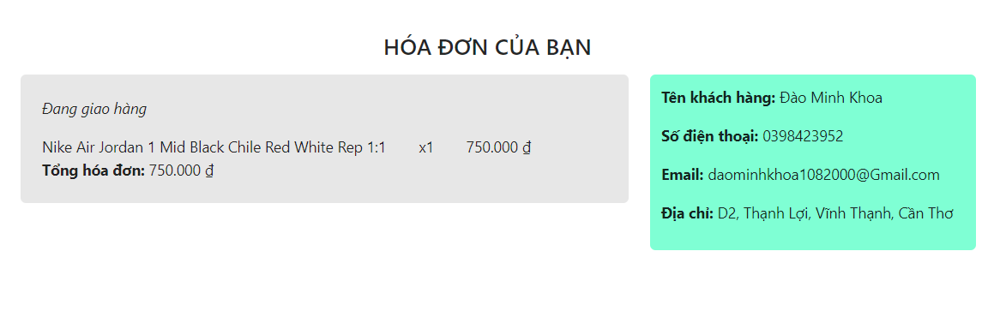 HÓA ĐƠN CỦA BẠN
Đang giao hàng
Nike Air Jordan 1 Mid Black Chile Red White Rep 1:1 x1 750.000 ₫
Tổng hóa đơn: 750.000 ₫
Tên khách hàng: Đào Minh Khoa
Số điện thoại: 0398423952
Email: daominhkhoa1082000@Gmail.com
Địa chỉ: D2, Thạnh Lợi, Vĩnh Thạnh, Cần Thơ